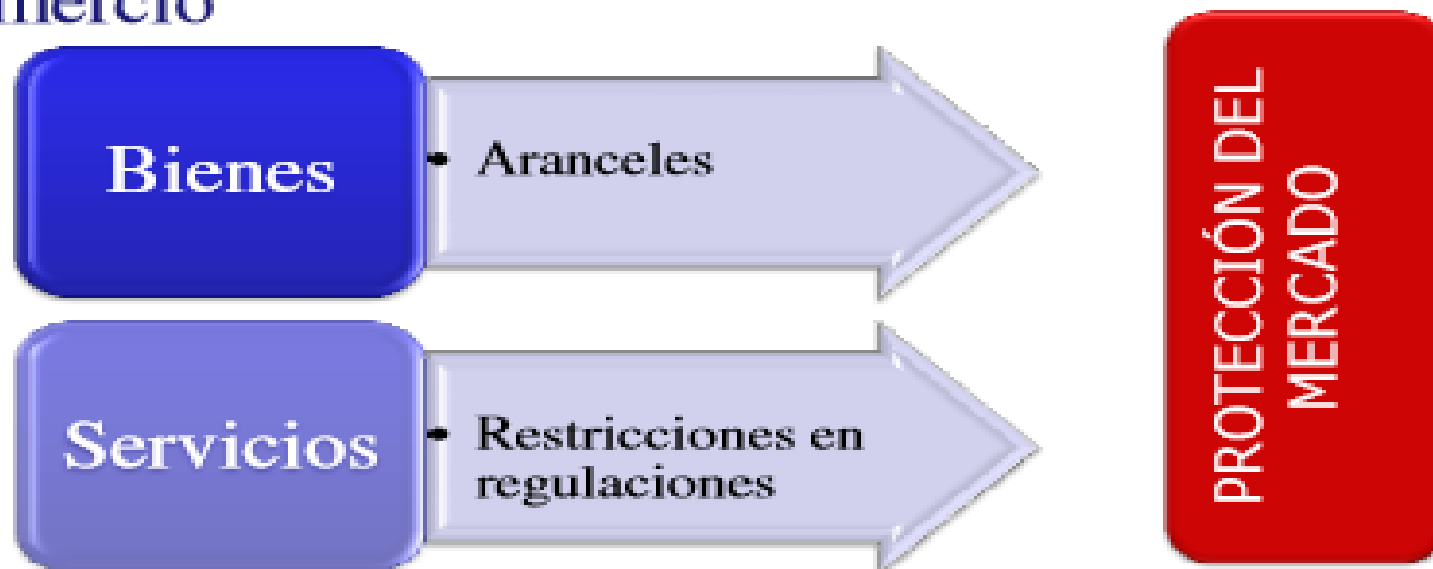 Bienes
• Aranceles
Servicios
• Restricciones en
regulaciones
PROTECCIÓN DEL
MERCADO